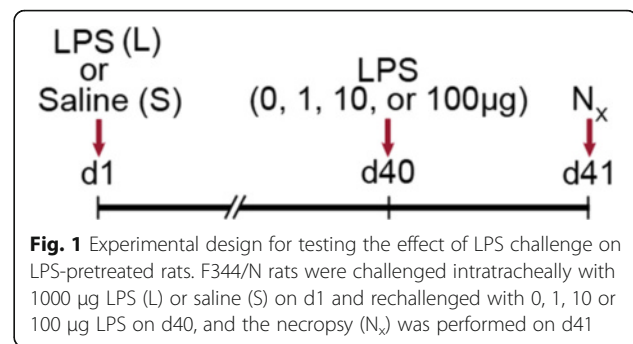 LPS (L)
or
Saline (S)
LPS
(0, 1, 10, or 100µg)
Nx
d1
d40
d41
Fig. 1 Experimental design for testing the effect of LPS challenge on
LPS-pretreated rats. F344/N rats were challenged intratracheally with
1000 µg LPS (L) or saline (S) on d1 and rechallenged with 0, 1, 10 or
100 µg LPS on d40, and the necropsy (Nx) was performed on d41